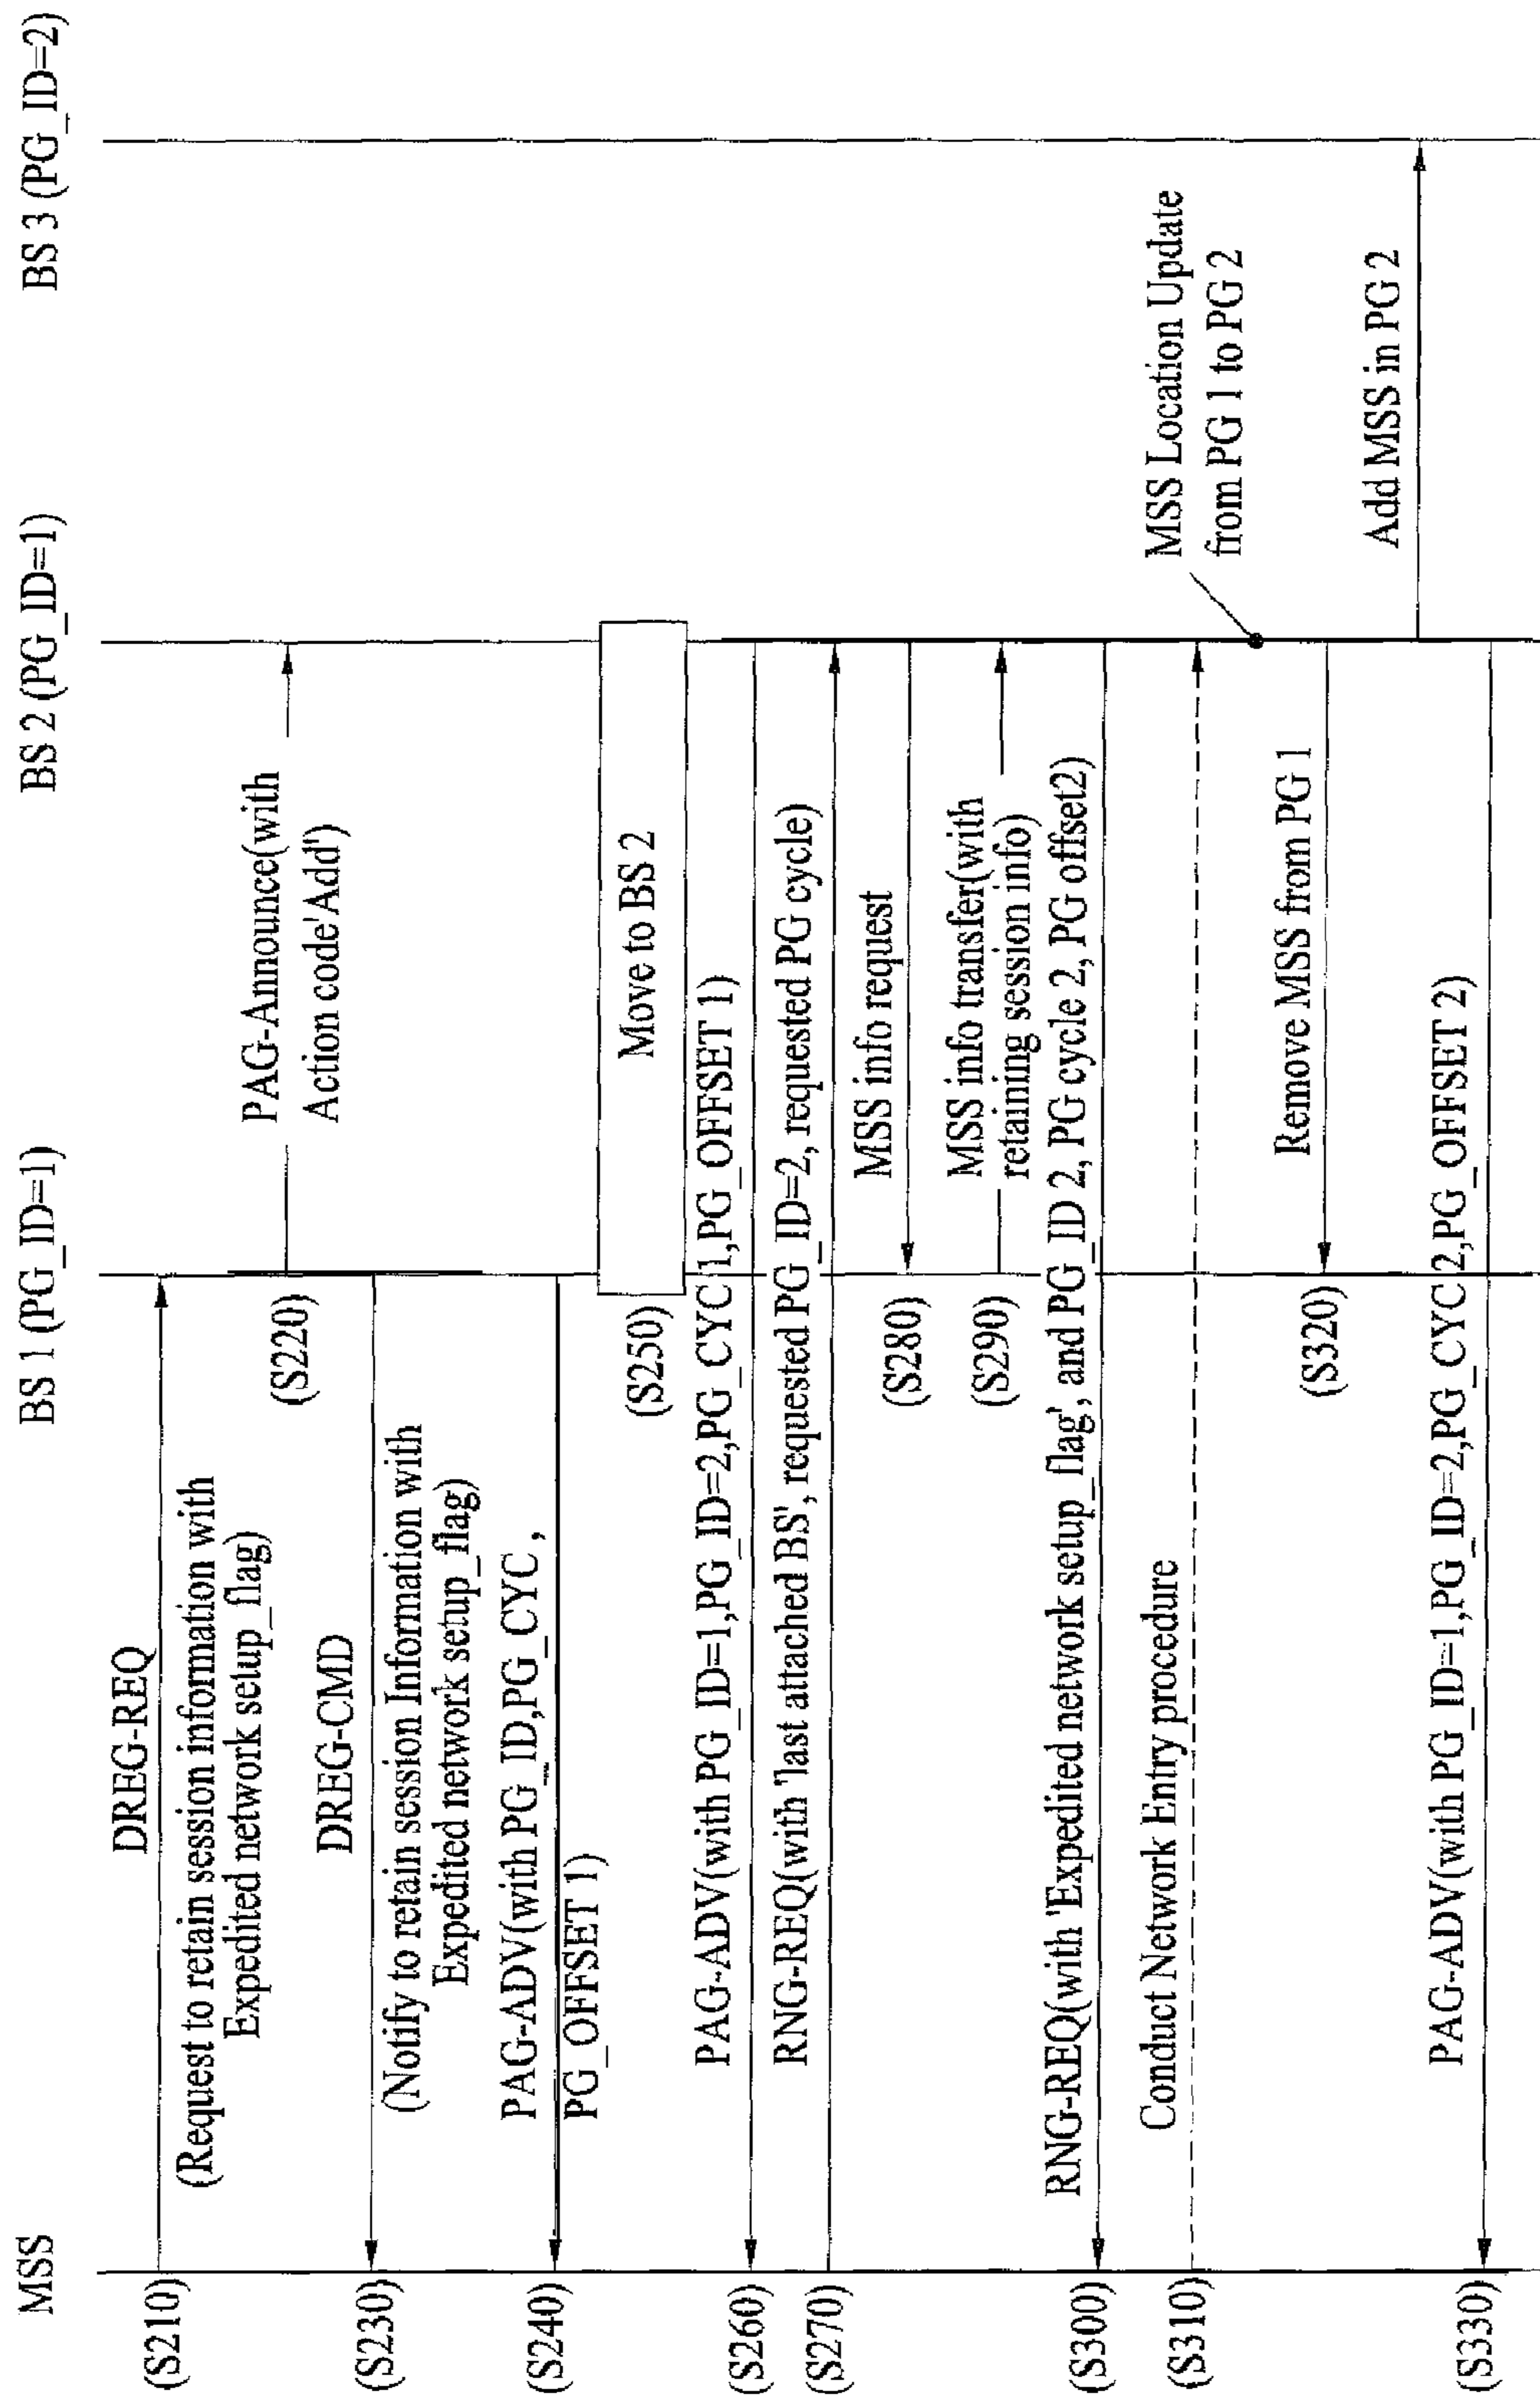 MSS
BS 1 (PG_ID=1)
BS 2 (PG_ID=1)
BS 3 (PG_ID=2)
(S210)
DREG-REQ
(Request to retain session information with
Expedited network setup_flag)
(S220)
PAG-Announce(with
Action code'Add')
(S230)
DREG-CMD
(Notify to retain session Information with
Expedited network setup_flag)
(S240)
PAG-ADV(with PG_ID,PG_CYC ,
PG_OFFSET 1)
(S250)
Move to BS 2
(S260)
PAG-ADV(with PG_ID=1,PG_ID=2,PG_CYC 1,PG_OFFSET 1)
(S270)
RNG-REQ(with 'last attached BS', requested PG_ID=2, requested PG cycle)
(S280)
MSS info request
(S290)
MSS info transfer(with
retaining session info)
(S300)
RNG-REQ(with 'Expedited network setup_flag', and PG_ID 2, PG cycle 2, PG offset2)
(S310)
Conduct Network Entry procedure
MSS Location Update
from PG 1 to PG 2
(S320)
Remove MSS from PG 1
Add MSS in PG 2
(S330)
PAG-ADV(with PG_ID=1,PG_ID=2,PG_CYC 2,PG_OFFSET 2)